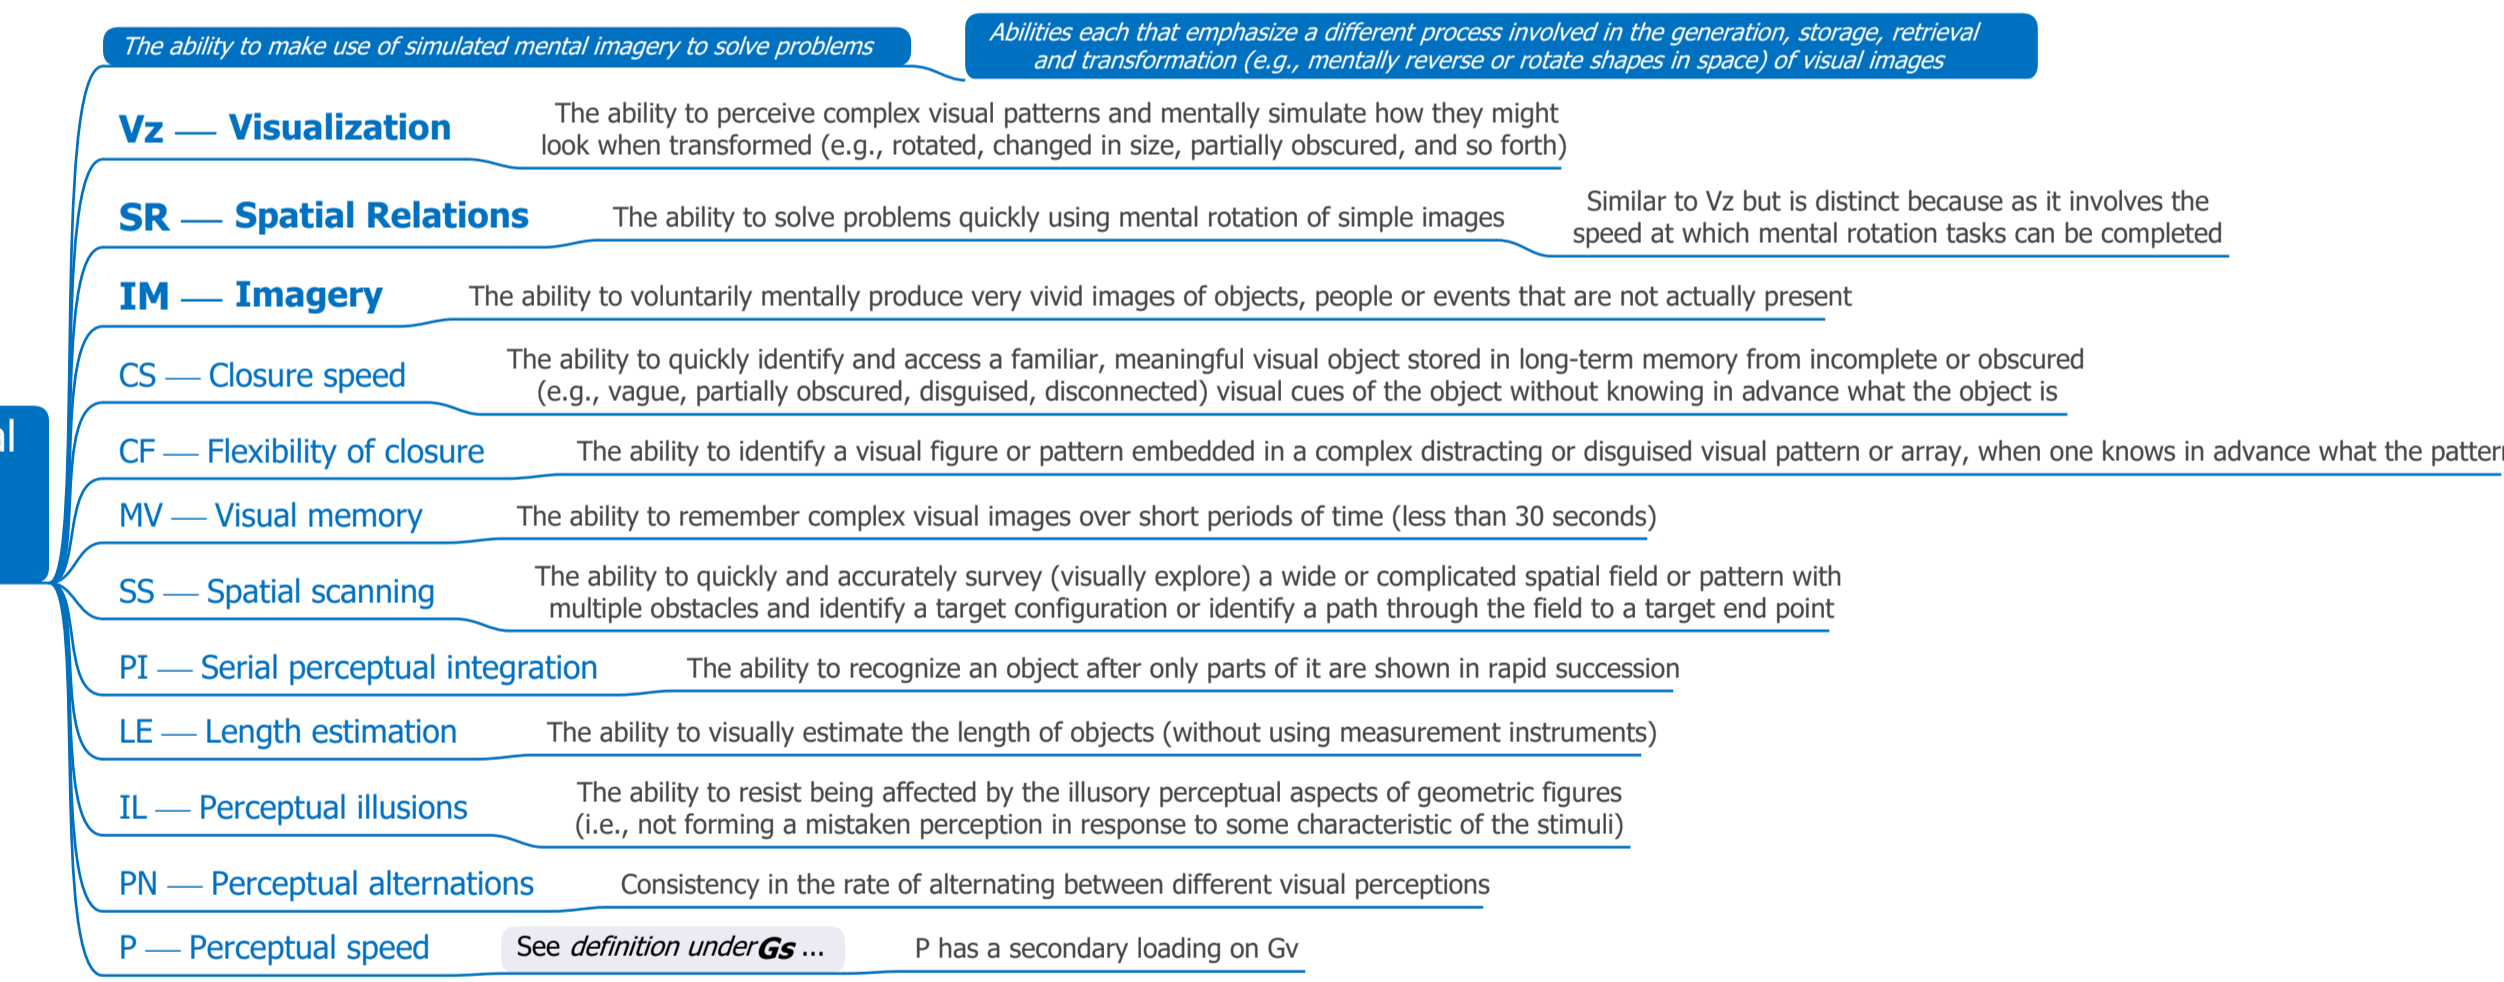 The ability to make use of simulated mental imagery to solve problems
Abilities each that emphasize a different process involved in the generation, storage, retrieval
and transformation (e.g., mentally reverse or rotate shapes in space) of visual images
Vz — Visualization
The ability to perceive complex visual patterns and mentally simulate how they might
look when transformed (e.g., rotated, changed in size, partially obscured, and so forth)
SR — Spatial Relations
The ability to solve problems quickly using mental rotation of simple images
Similar to Vz but is distinct because as it involves the
speed at which mental rotation tasks can be completed
IM — Imagery
The ability to voluntarily mentally produce very vivid images of objects, people or events that are not actually present
CS — Closure speed
The ability to quickly identify and access a familiar, meaningful visual object stored in long-term memory from incomplete or obscured
(e.g., vague, partially obscured, disguised, disconnected) visual cues of the object without knowing in advance what the object is
CF — Flexibility of closure
The ability to identify a visual figure or pattern embedded in a complex distracting or disguised visual pattern or array, when one knows in advance what the pattern
MV — Visual memory
The ability to remember complex visual images over short periods of time (less than 30 seconds)
SS — Spatial scanning
The ability to quickly and accurately survey (visually explore) a wide or complicated spatial field or pattern with
multiple obstacles and identify a target configuration or identify a path through the field to a target end point
PI — Serial perceptual integration
The ability to recognize an object after only parts of it are shown in rapid succession
LE — Length estimation
The ability to visually estimate the length of objects (without using measurement instruments)
IL — Perceptual illusions
The ability to resist being affected by the illusory perceptual aspects of geometric figures
(i.e., not forming a mistaken perception in response to some characteristic of the stimuli)
PN — Perceptual alternations
Consistency in the rate of alternating between different visual perceptions
P — Perceptual speed
See definition under Gs ...
P has a secondary loading on Gv